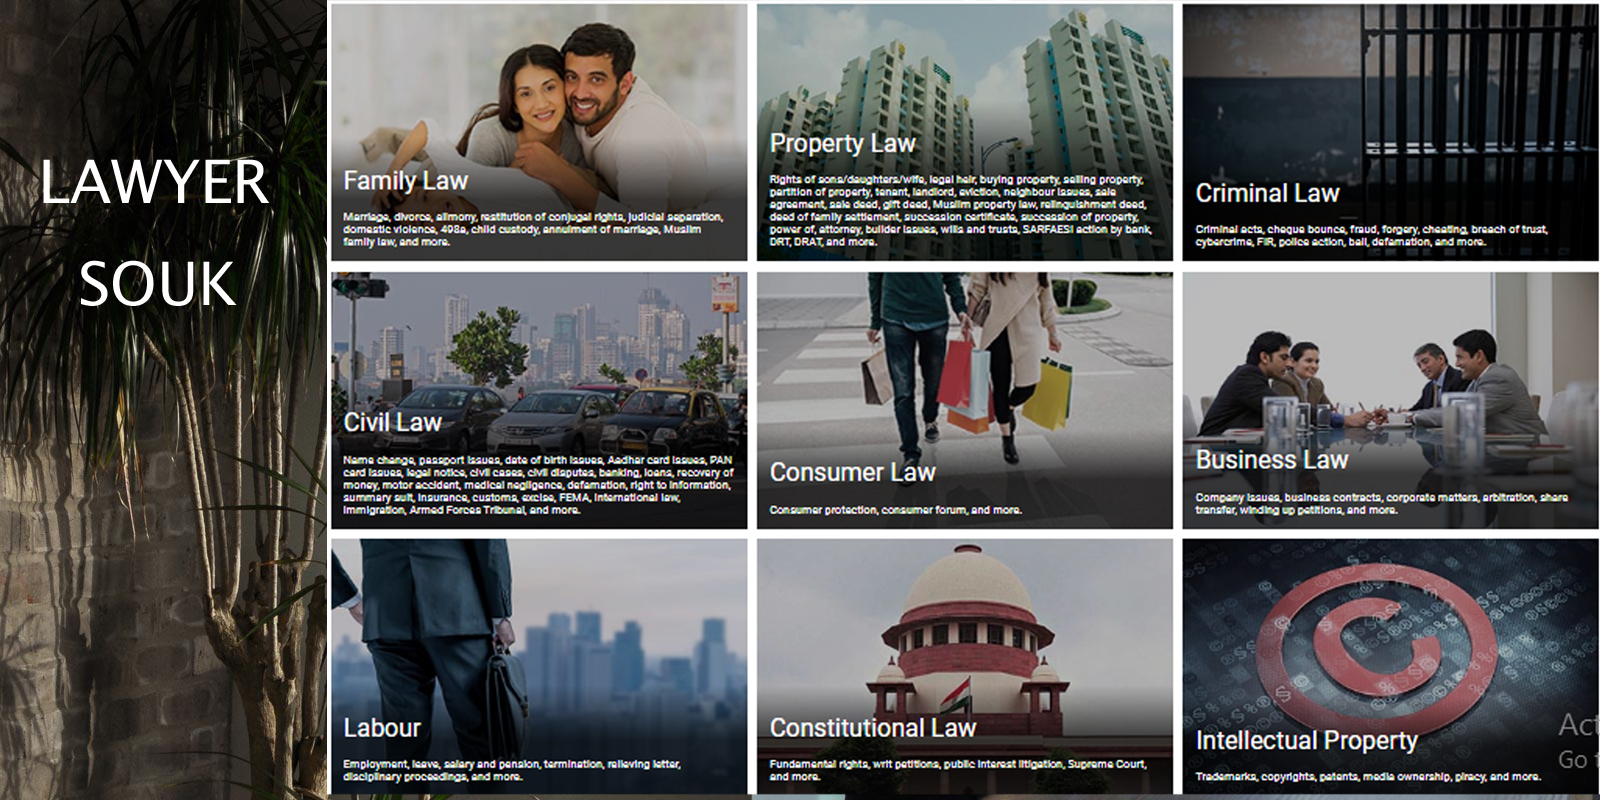 LAWYER
SOUK
Family Law
Marriage, divorce, alimony, restitution of conjugal rights, judicial separation,
domestic violence, 498a, child custody, annulment of marriage, Muslim
family law, and more.
Property Law
Rights of sons/daughters/wife, legal heir, buying property, selling property,
partition of property, tenant, landlord, eviction, neighbour issues, sale
agreement, sale deed, gift deed, Muslim property law, relinquishment deed,
deed of family settlement, succession certificate, succession of property,
power of, attorney, builder issues, wills and trusts, SARFAESI action by bank,
DRT, DRAT, and more.
Criminal Law
Criminal acts, cheque bounce, fraud, forgery, cheating, breach of trust,
cybercrime, FIR, police action, bail, defamation, and more.
Civil Law
Name change, passport issues, date of birth issues, Aadhar card issues, PAN
card issues, legal notice, civil cases, civil disputes, banking, loans, recovery of
money, motor accident, medical negligence, defamation, right to information,
summary suit, insurance, customs, excise, FEMA, international law,
immigration, Armed Forces Tribunal, and more.
Consumer Law
Consumer protection, consumer forum, and more.
Business Law
Company issues, business contracts, corporate matters, arbitration, share
transfer, winding up petitions, and more.
Labour
Employment, leave, salary and pension, termination, relieving letter,
disciplinary proceedings, and more.
Constitutional Law
Fundamental rights, writ petitions, public interest litigation, Supreme Court,
and more.
Intellectual Property
Trademarks, copyrights, patents, media ownership, piracy, and more.
Act
Go t